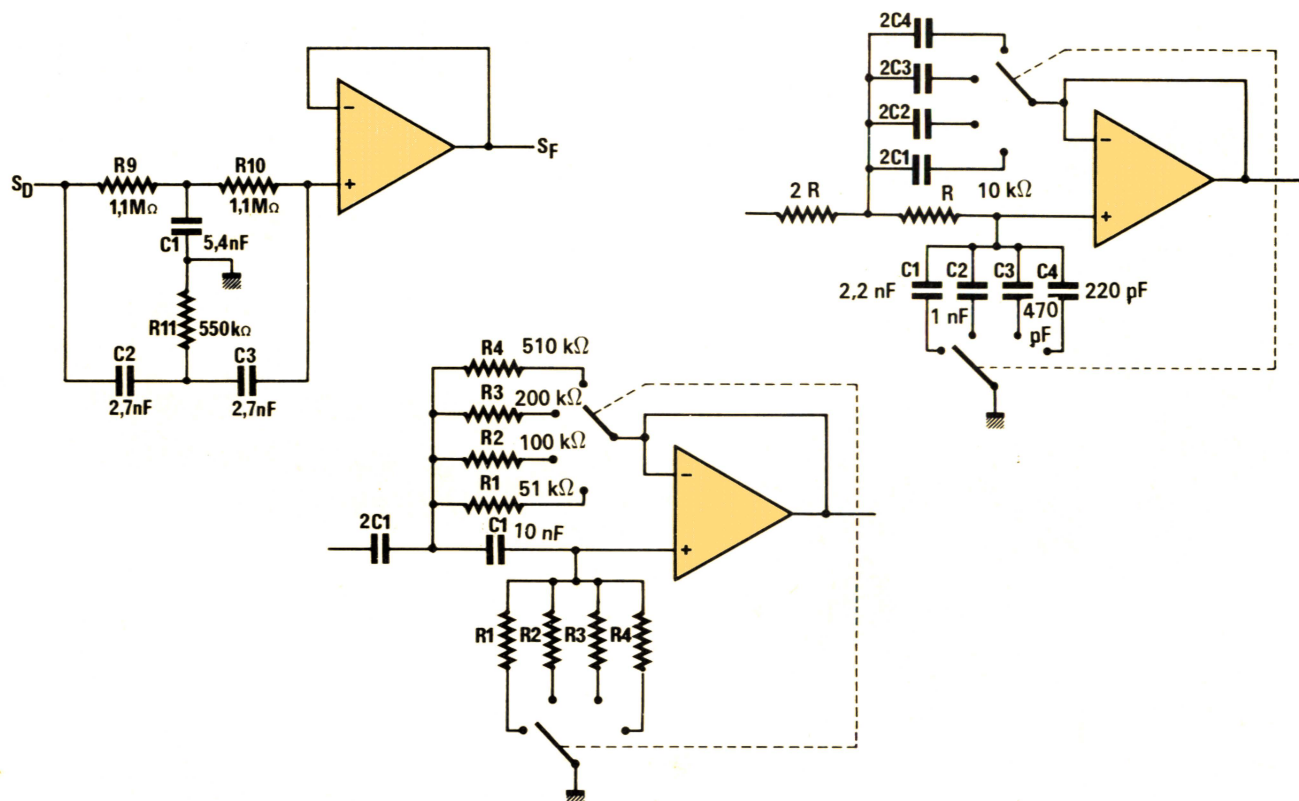 S_D
R9
1,1MΩ
R10
1,1MΩ
C1
5,4nF
R11
550kΩ
C2
2,7nF
C3
2,7nF
−
+
S_F
2C4
2C3
2C2
2C1
2 R
R
10 kΩ
−
+
C1
2,2 nF
C2
1 nF
C3
470
pF
C4
220 pF
R4
510 kΩ
R3
200 kΩ
R2
100 kΩ
R1
51 kΩ
2C1
C1
10 nF
−
+
R1
R2
R3
R4